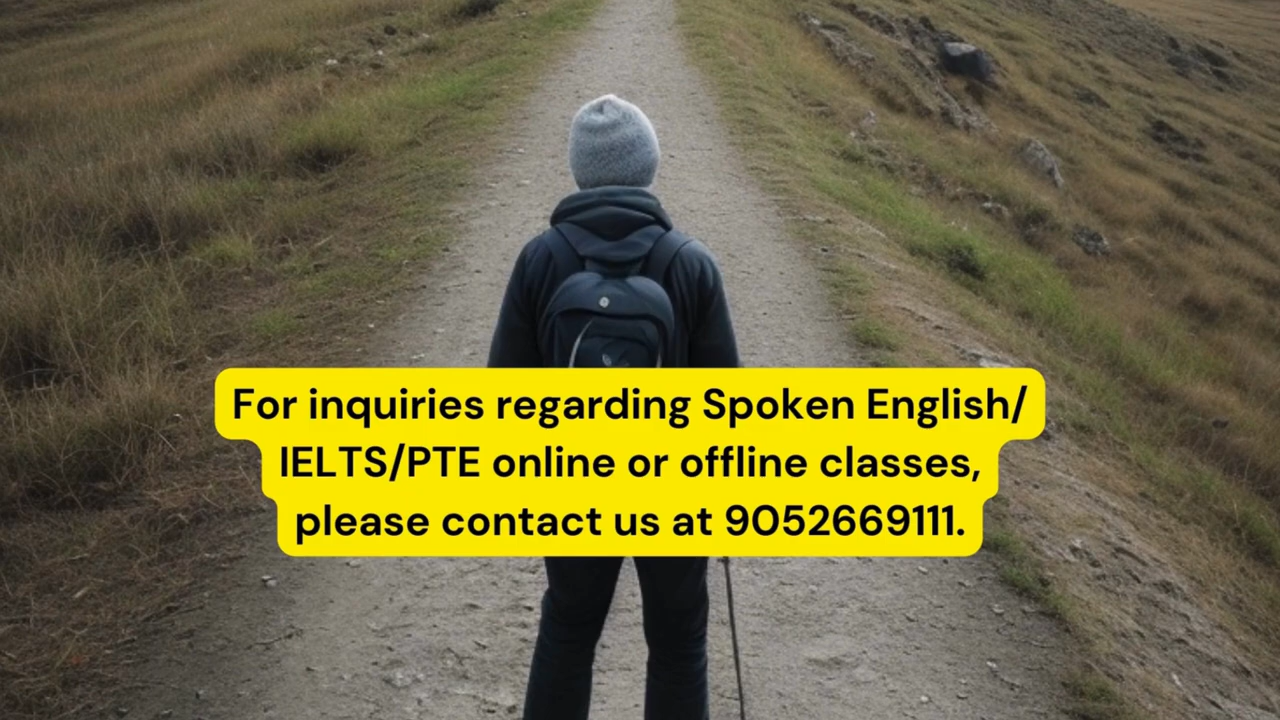 For inquiries regarding Spoken English/
IELTS/PTE online or offline classes,
please contact us at 9052669111.